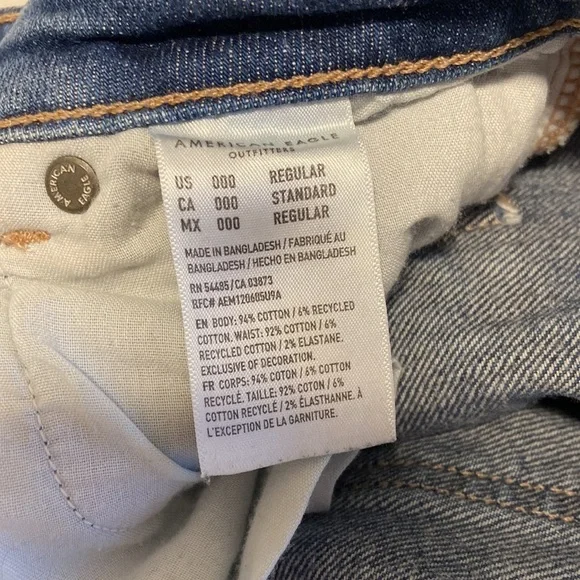 AMERICAN EAGLE
OUTFITTERS
US 000 REGULAR
CA 000 STANDARD
MX 000 REGULAR
MADE IN BANGLADESH / FABRIQUÉ AU
BANGLADESH / HECHO EN BANGLADESH
RN 54485 / CA 03873
RFC# AEM120605U9A
EN BODY: 94% COTTON / 6% RECYCLED
COTTON. WAIST: 92% COTTON / 6%
RECYCLED COTTON / 2% ELASTANE.
EXCLUSIVE OF DECORATION.
FR CORPS: 94% COTON / 6% COTON
RECYCLÉ. TAILLE: 92% COTON / 6%
COTTON RECYCLÉ / 2% ÉLASTHANNE. À
L'EXCEPTION DE LA GARNITURE.
AMERICAN EAGLE